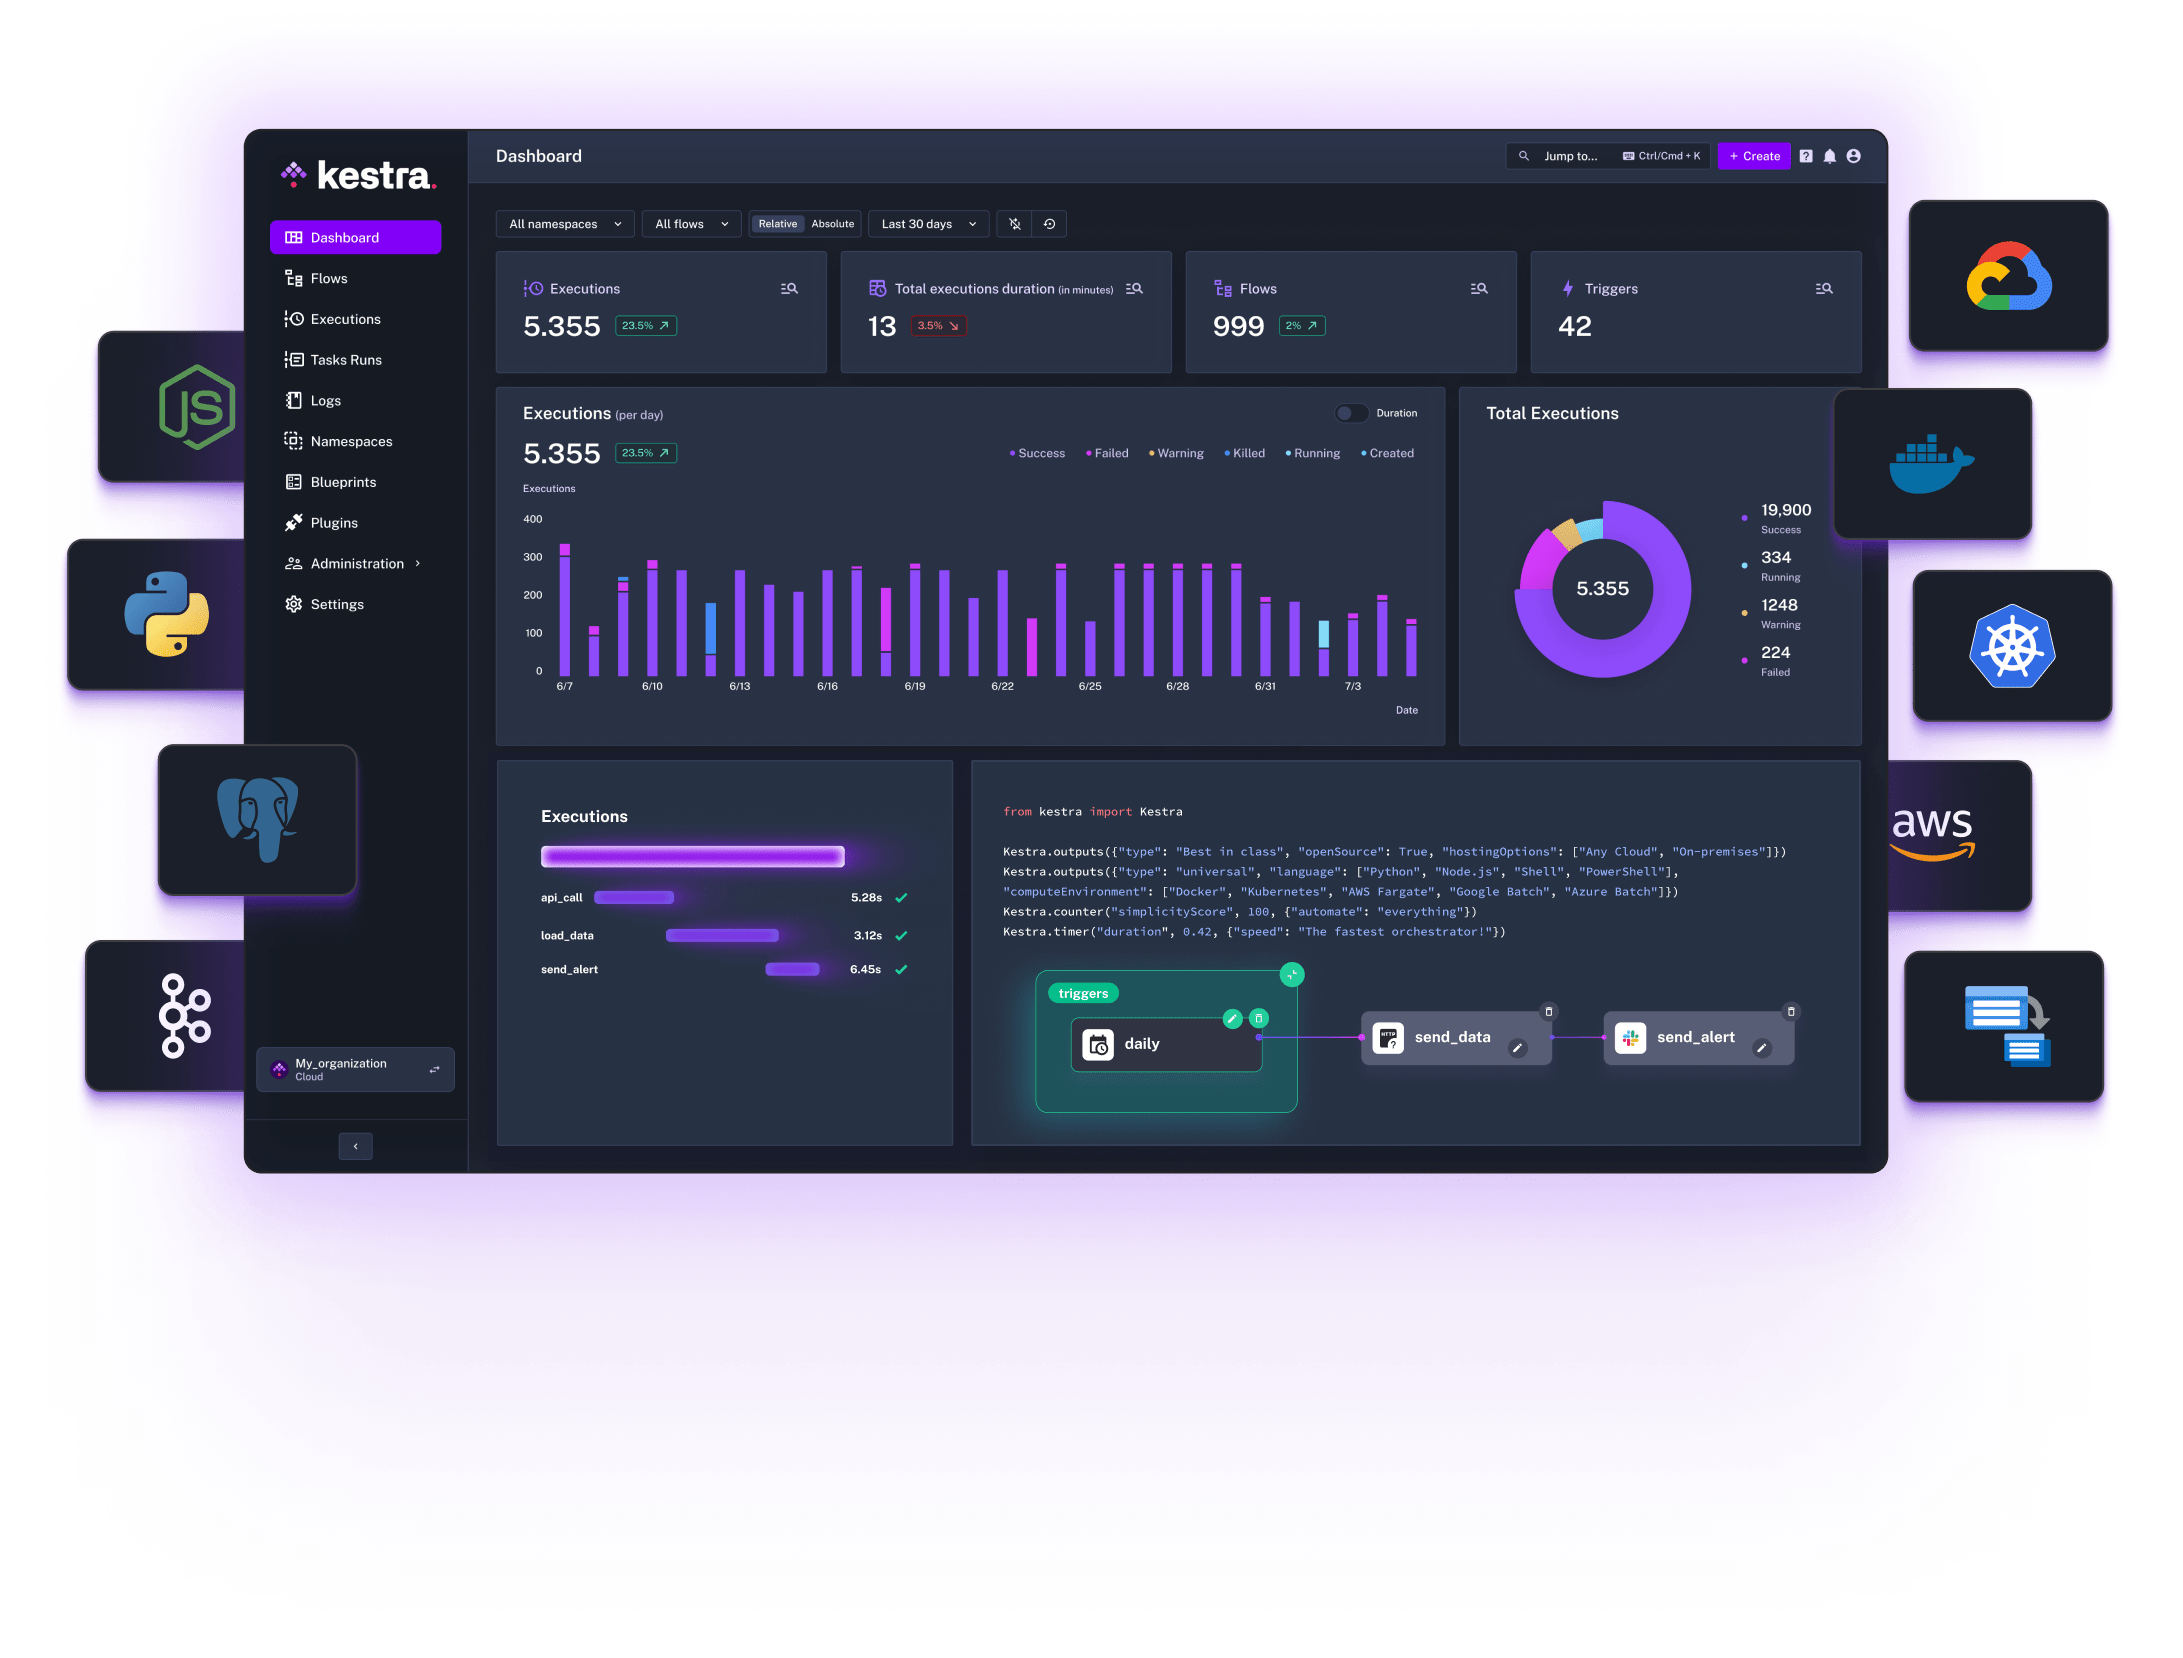 kestra.
Dashboard
Flows
Executions
Tasks Runs
Logs
Namespaces
Blueprints
Plugins
Administration
Settings
My_organization
Cloud
Dashboard
Jump to...
Ctrl/Cmd + K
+ Create
All namespaces
All flows
Relative
Absolute
Last 30 days
Executions
5.355
23.5%
Total executions duration (in minutes)
13
3.5%
Flows
999
2%
Triggers
42
Executions (per day)
Duration
5.355
23.5%
Success
Failed
Warning
Killed
Running
Created
Executions
400
300
200
100
0
6/7
6/10
6/13
6/16
6/19
6/22
6/25
6/28
6/31
7/3
Date
Total Executions
5.355
19,900
Success
334
Running
1248
Warning
224
Failed
Executions
api_call
5.28s
load_data
3.12s
send_alert
6.45s
from kestra import Kestra
Kestra.outputs({"type": "Best in class", "openSource": True, "hostingOptions": ["Any Cloud", "On-premises"]})
Kestra.outputs({"type": "universal", "language": ["Python", "Node.js", "Shell", "PowerShell"],
"computeEnvironment": ["Docker", "Kubernetes", "AWS Fargate", "Google Batch", "Azure Batch"]})
Kestra.counter("simplicityScore", 100, {"automate": "everything"})
Kestra.timer("duration", 0.42, {"speed": "The fastest orchestrator!"})
triggers
daily
HTTP
?
send_data
send_alert
JS
aws